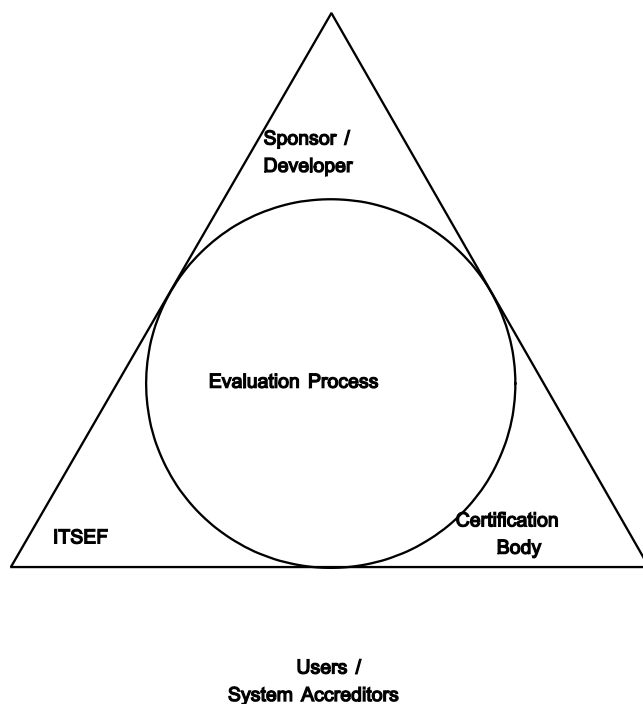 Sponsor /
Developer
Evaluation Process
ITSEF
Certification
Body
Users /
System Accreditors